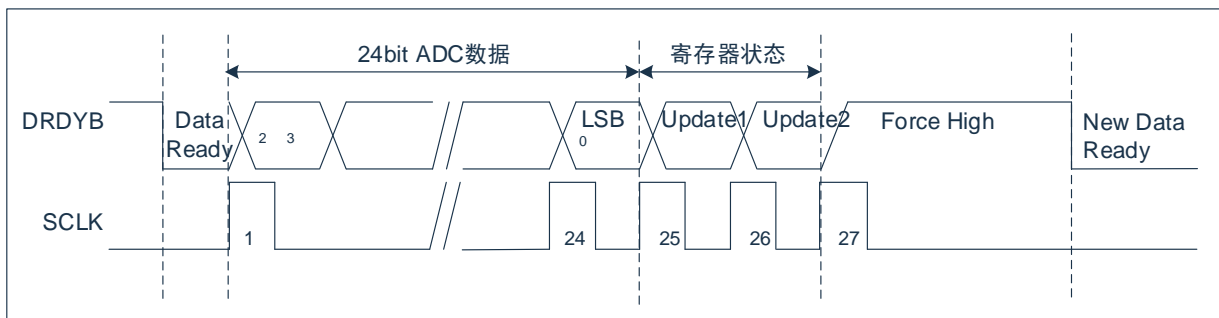 24bit ADC数据
寄存器状态
DRDYB
Data
Ready
2 3
LSB
0
Update1
Update2
Force High
New Data
Ready
SCLK
1
24
25
26
27